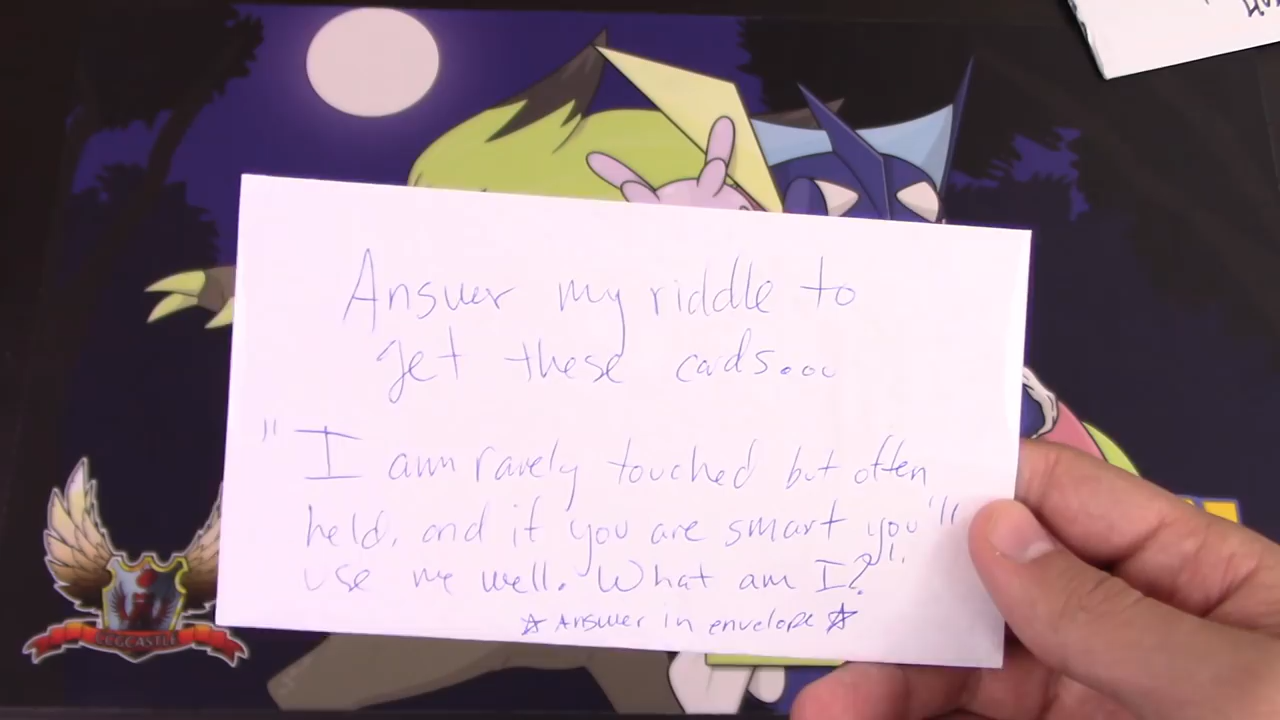 Answer my riddle to
get these cards...
"I am rarely touched but often
held, and if you are smart you'll
use me well. What am I?".
☆ Answer in envelope ☆
CCGCASTLE